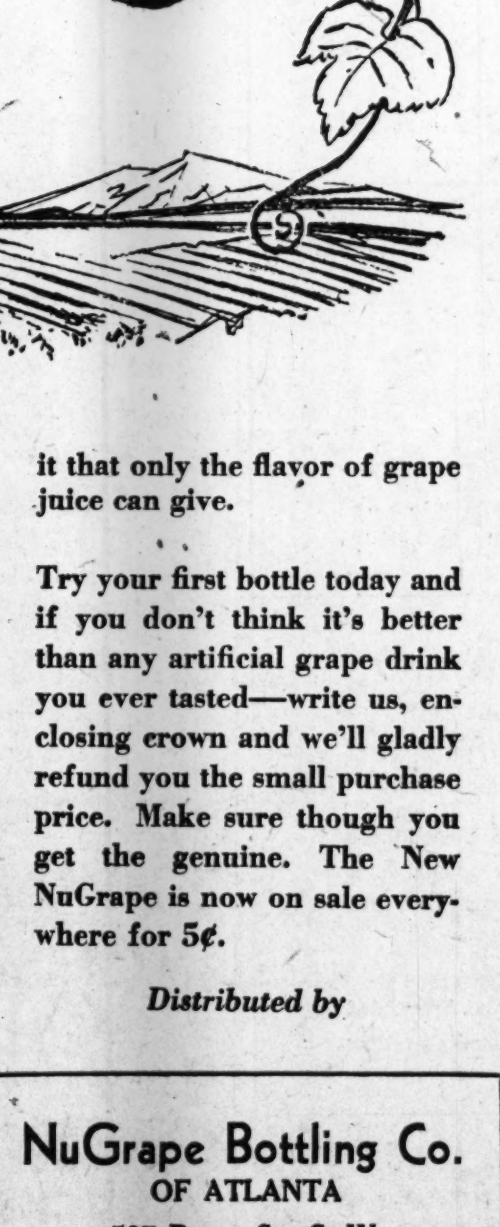 S
it that only the flavor of grape
juice can give.
Try your first bottle today and
if you don't think it's better
than any artificial grape drink
you ever tasted—write us, en-
closing crown and we'll gladly
refund you the small purchase
price. Make sure though you
get the genuine. The New
NuGrape is now on sale every-
where for 5¢.
Distributed by
NuGrape Bottling Co.
OF ATLANTA